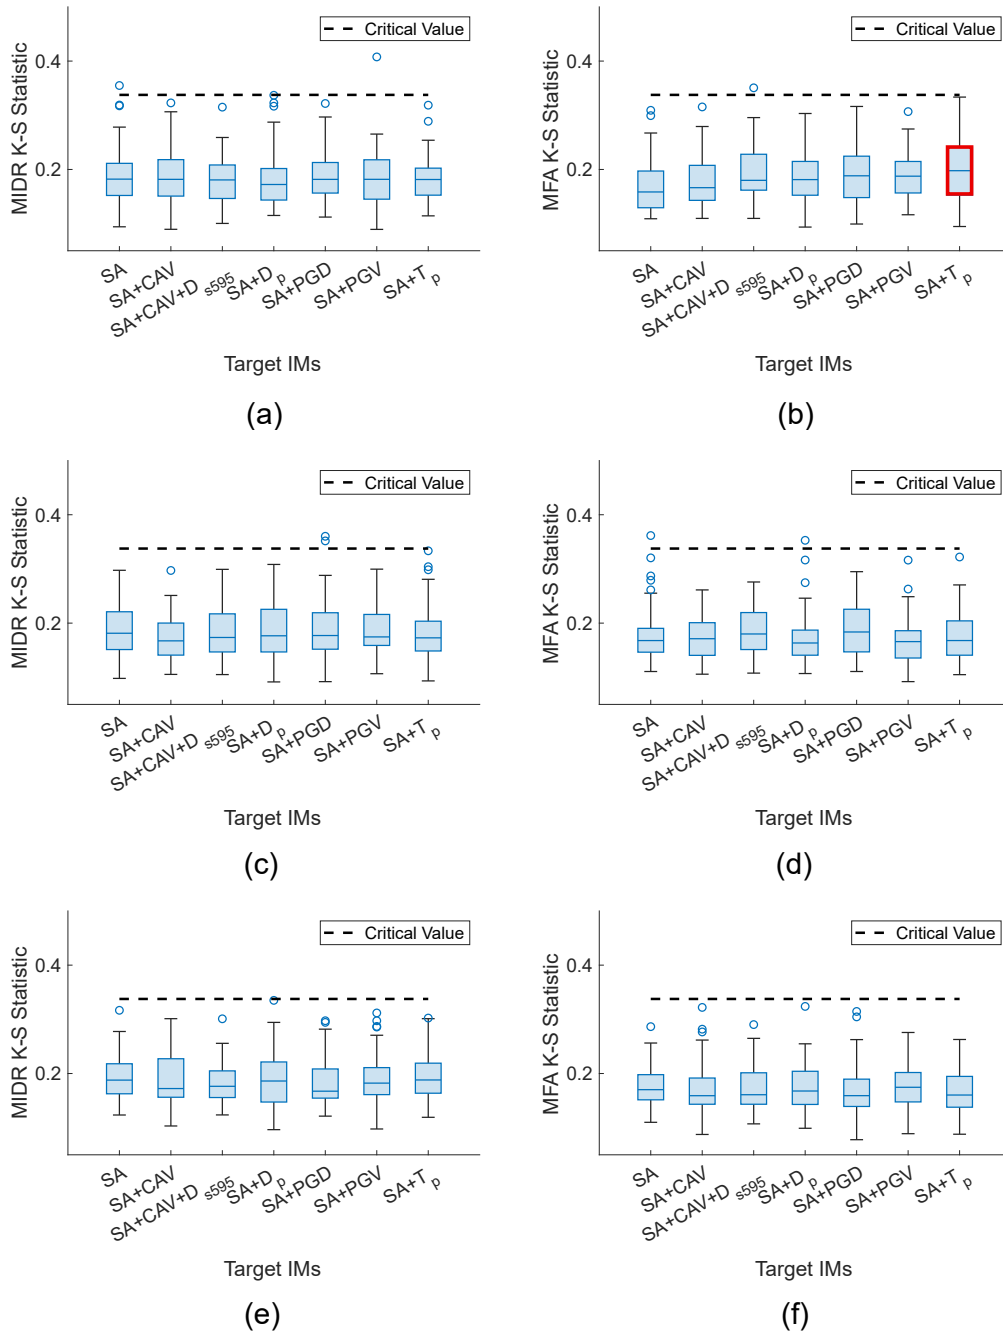 MIDR K-S Statistic
0.4
0.2
Critical Value
SA
SA+CAV
SA+CAV+D s595
SA+D p
SA+PGD
SA+PGV
SA+T p
Target IMs
(a)
MFA K-S Statistic
0.4
0.2
Critical Value
SA
SA+CAV
SA+CAV+D s595
SA+D p
SA+PGD
SA+PGV
SA+T p
Target IMs
(b)
MIDR K-S Statistic
0.4
0.2
Critical Value
SA
SA+CAV
SA+CAV+D s595
SA+D p
SA+PGD
SA+PGV
SA+T p
Target IMs
(c)
MFA K-S Statistic
0.4
0.2
Critical Value
SA
SA+CAV
SA+CAV+D s595
SA+D p
SA+PGD
SA+PGV
SA+T p
Target IMs
(d)
MIDR K-S Statistic
0.4
0.2
Critical Value
SA
SA+CAV
SA+CAV+D s595
SA+D p
SA+PGD
SA+PGV
SA+T p
Target IMs
(e)
MFA K-S Statistic
0.4
0.2
Critical Value
SA
SA+CAV
SA+CAV+D s595
SA+D p
SA+PGD
SA+PGV
SA+T p
Target IMs
(f)